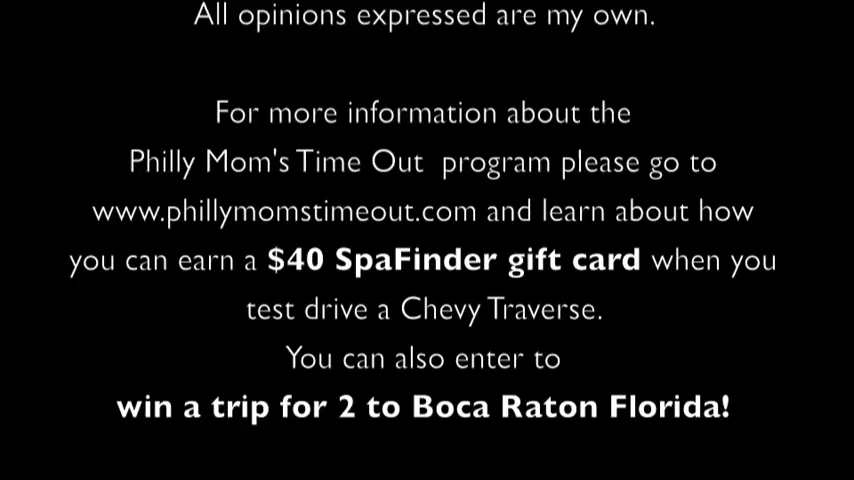 All opinions expressed are my own.
For more information about the
Philly Mom's Time Out program please go to
www.phillymomstimeout.com and learn about how
you can earn a $40 SpaFinder gift card when you
test drive a Chevy Traverse.
You can also enter to
win a trip for 2 to Boca Raton Florida!